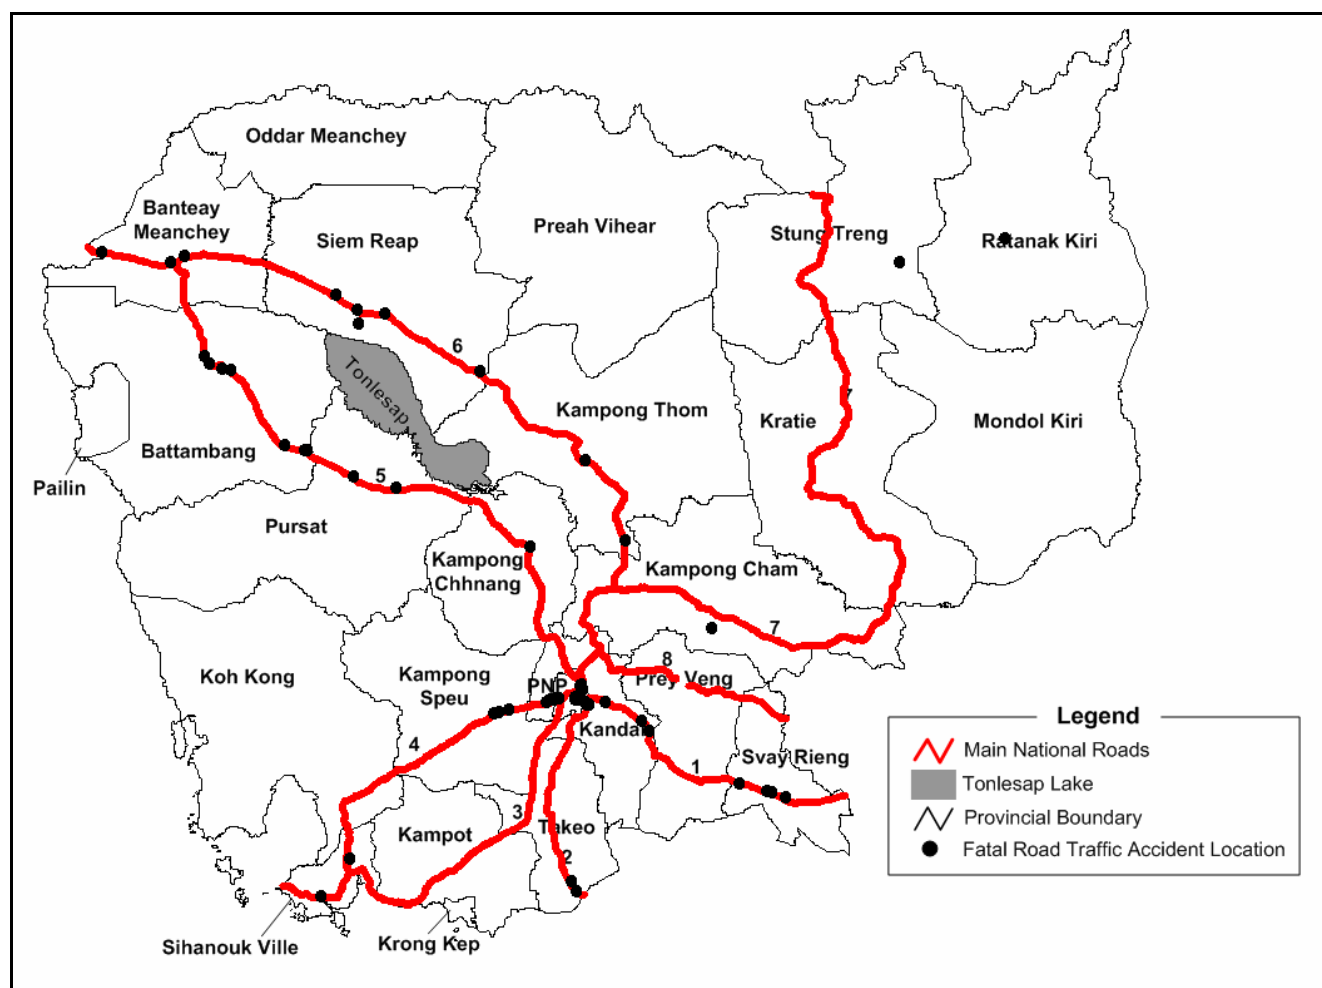 Oddar Meanchey
Banteay
Meanchey
Siem Reap
Preah Vihear
Stung Treng
Ratanak Kiri
6
Tonlesap
Kampong Thom
7
Kratie
Mondol Kiri
Battambang
Pailin
5
Pursat
Kampong
Chhnang
Kampong Cham
7
8
Koh Kong
Kampong
Speu
PNP
Prey Veng
Kandal
4
1
Svay Rieng
3
Kampot
Takeo
2
Sihanouk Ville
Krong Kep
Legend
Main National Roads
Tonlesap Lake
Provincial Boundary
Fatal Road Traffic Accident Location